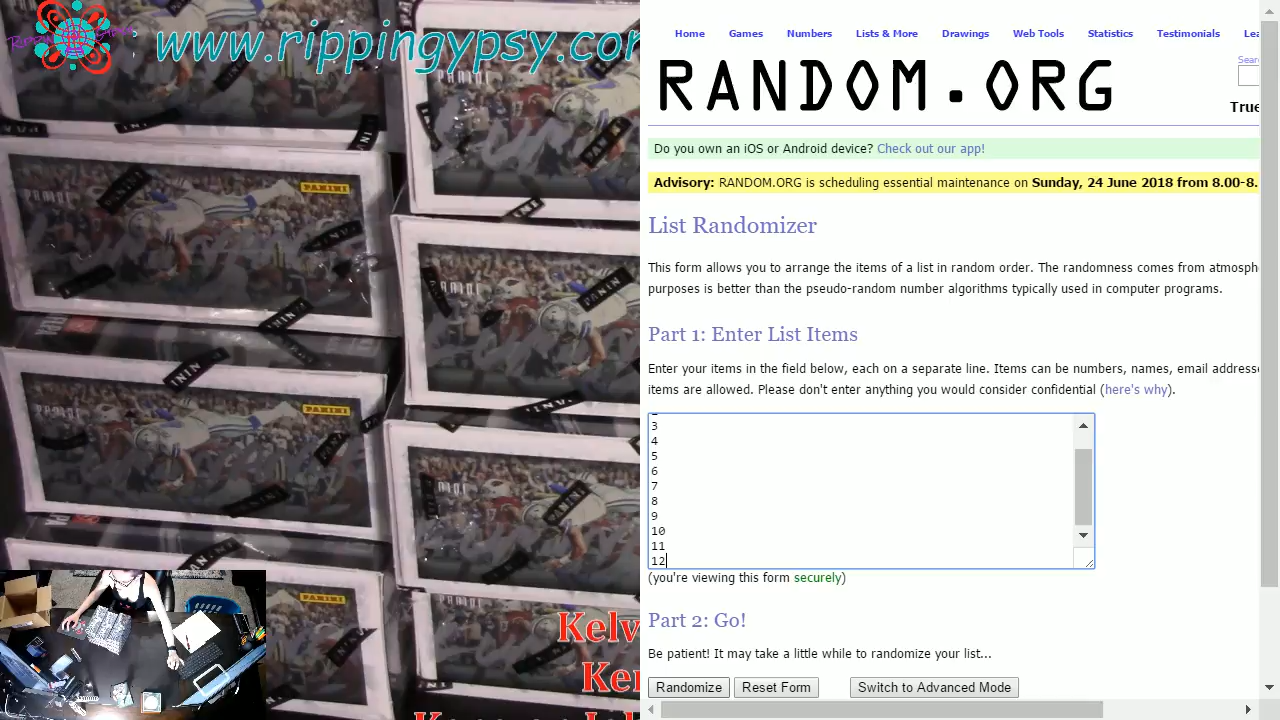 www.rippingypsy.com
PANINI
PANINI
Kelv
Ker
Home Games Numbers Lists & More Drawings Web Tools Statistics Testimonials Lea
Sear
RANDOM.ORG
True
Do you own an iOS or Android device? Check out our app!
Advisory: RANDOM.ORG is scheduling essential maintenance on Sunday, 24 June 2018 from 8.00-8.
List Randomizer
This form allows you to arrange the items of a list in random order. The randomness comes from atmosph
purposes is better than the pseudo-random number algorithms typically used in computer programs.
Part 1: Enter List Items
Enter your items in the field below, each on a separate line. Items can be numbers, names, email addresse
items are allowed. Please don't enter anything you would consider confidential (here's why).
3
4
5
6
7
8
9
10
11
12
(you're viewing this form securely)
Part 2: Go!
Be patient! It may take a little while to randomize your list...
Randomize Reset Form Switch to Advanced Mode